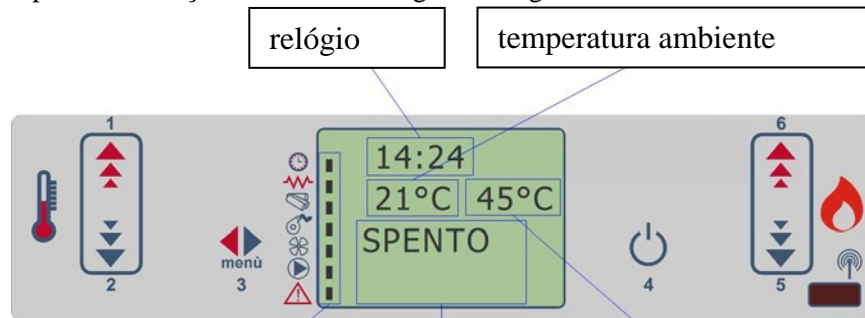 relógio
temperatura ambiente
1
6
14:24
21°C 45°C
SPENTO
menù
3
4
2
5